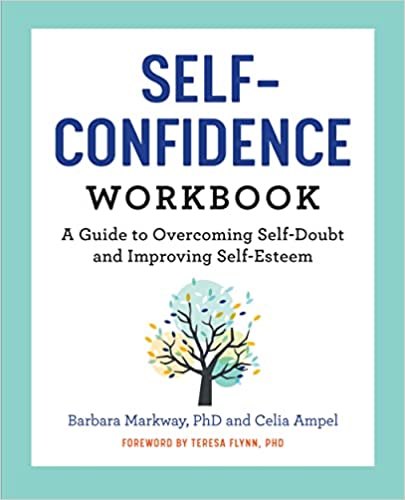 SELF-
CONFIDENCE
WORKBOOK
A Guide to Overcoming Self-Doubt
and Improving Self-Esteem
Barbara Markway, PhD and Celia Ampel
FOREWORD BY TERESA FLYNN, PHD